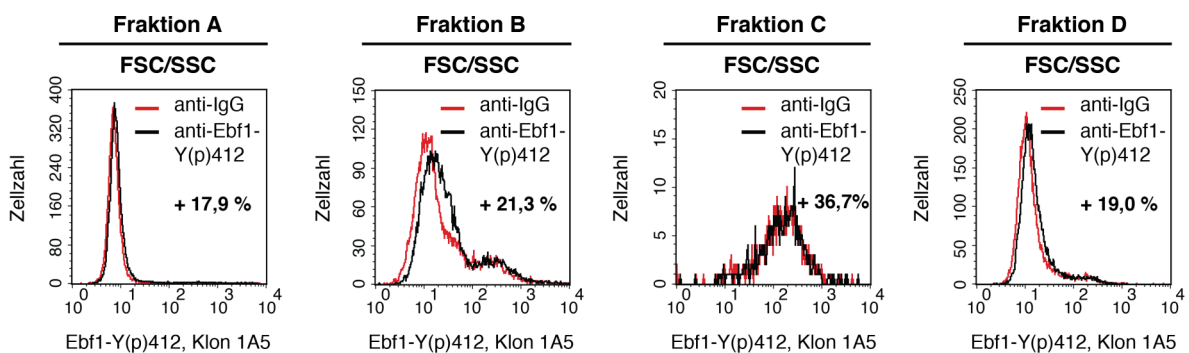 Fraktion A
FSC/SSC
400
320
240
160
80
0
Zellzahl
anti-IgG
anti-Ebf1-
Y(p)412
+ 17,9 %
10 0 10 1 10 2 10 3 10 4
Ebf1-Y(p)412, Klon 1A5
Fraktion B
FSC/SSC
150
120
90
60
30
0
Zellzahl
anti-IgG
anti-Ebf1-
Y(p)412
+ 21,3 %
10 0 10 1 10 2 10 3 10 4
Ebf1-Y(p)412, Klon 1A5
Fraktion C
FSC/SSC
20
15
10
5
0
Zellzahl
anti-IgG
anti-Ebf1-
Y(p)412
+ 36,7%
10 0 10 1 10 2 10 3 10 4
Ebf1-Y(p)412, Klon 1A5
Fraktion D
FSC/SSC
250
200
150
100
50
0
Zellzahl
anti-IgG
anti-Ebf1-
Y(p)412
+ 19,0 %
10 0 10 1 10 2 10 3 10 4
Ebf1-Y(p)412, Klon 1A5